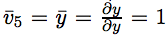 v̄₅ = ȳ = ∂y/∂y = 1